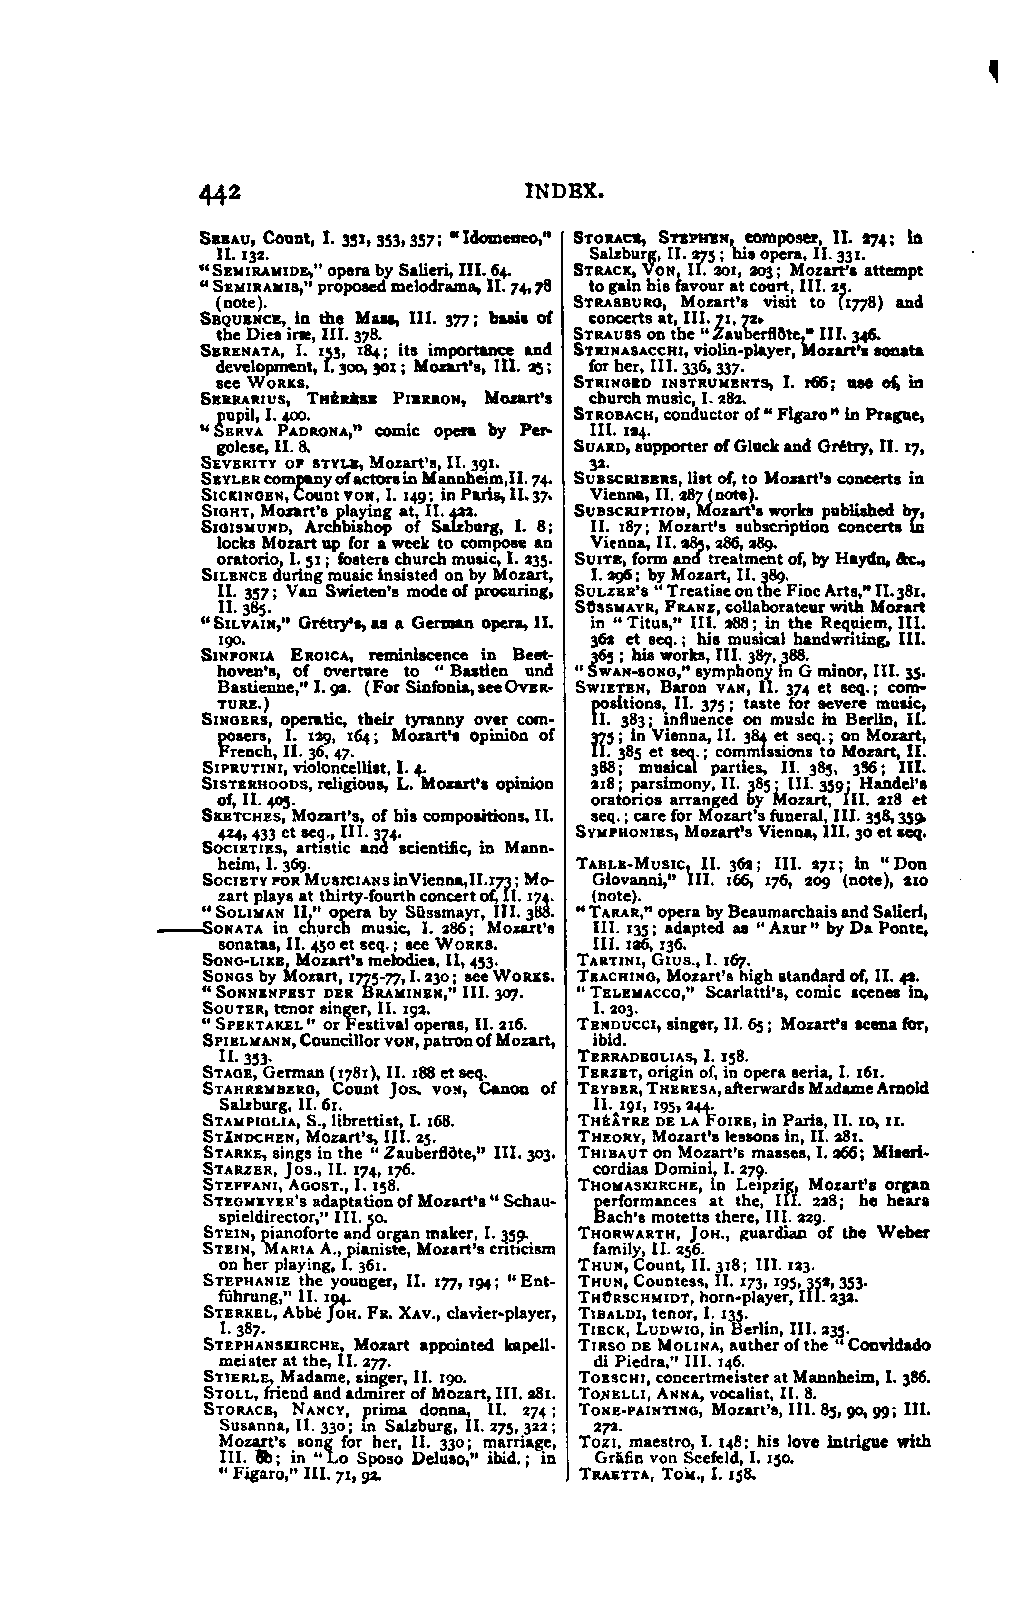 442 INDEX.
SEEAU, Count, I. 351, 353, 357; "Idomeneo,"
II. 132.
"SEMIRAMIDE," opera by Salieri, III. 64.
"SEMIRAMIS," proposed melodrama, II. 74, 78
(note).
SEQUENCE, in the Mass, III. 377; basis of
the Dies iræ, III. 378.
SERENATA, I. 153, 184; its importance and
development, I. 300, 301; Mozart's, III. 25;
see WORKS.
SERRARIUS, THÉRÈSE PIERRON, Mozart's
pupil, I. 400.
"SERVA PADRONA," comic opera by Per-
golese, II. 8.
SEVERITY OF STYLE, Mozart's, II. 391.
SEYLER company of actors in Mannheim, II. 74.
SICKINGEN, Count VON, I. 149; in Paris, II. 37.
SIGHT, Mozart's playing at, II. 422.
SIGISMUND, Archbishop of Salzburg, I. 8;
locks Mozart up for a week to compose an
oratorio, I. 51; fosters church music, I. 235.
SILENCE during music insisted on by Mozart,
II. 357; Van Swieten's mode of procuring,
II. 385.
"SILVAIN," Grétry's, as a German opera, II.
190.
SINFONIA EROICA, reminiscence in Beet-
hoven's, of overture to "Bastien und
Bastienne," I. 92. (For Sinfonia, see OVER-
TURE.)
SINGERS, operatic, their tyranny over com-
posers, I. 129, 164; Mozart's opinion of
French, II. 36, 47.
SIPRUTINI, violoncellist, I. 4.
SISTERHOODS, religious, L. Mozart's opinion
of, II. 405.
SKETCHES, Mozart's, of his compositions, II.
424, 433 et seq., III. 374.
SOCIETIES, artistic and scientific, in Mann-
heim, I. 369.
SOCIETY FOR MUSICIANS in Vienna, II. 173; Mo-
zart plays at thirty-fourth concert of, II. 174.
"SOLIMAN II," opera by Süssmayr, III. 388.
SONATA in church music, I. 286; Mozart's
sonatas, II. 450 et seq.; see WORKS.
SONG-LIKE, Mozart's melodies, II, 453.
SONGS by Mozart, 1775-77, I. 230; see WORKS.
"SONNENFEST DER BRAMINEN," III. 307.
SOUTER, tenor singer, II. 192.
"SPEKTAKEL" or Festival operas, II. 216.
SPIELMANN, Councillor VON, patron of Mozart,
II. 353.
STAGE, German (1781), II. 188 et seq.
STAHREMBERG, Count JOS. VON, Canon of
Salzburg, II. 61.
STAMPIGLIA, S., librettist, I. 168.
STÄNDCHEN, Mozart's, III. 25.
STARKE, sings in the "Zauberflöte," III. 303.
STARZER, JOS., II. 174, 176.
STEFFANI, AGOST., I. 158.
STEGMEYER'S adaptation of Mozart's "Schau-
spieldirector," III. 50.
STEIN, pianoforte and organ maker, I. 359.
STEIN, MARIA A., pianiste, Mozart's criticism
on her playing, I. 361.
STEPHANIE the younger, II. 177, 194; "Ent-
führung," II. 194.
STERKEL, Abbé JOH. FR. XAV., clavier-player,
I. 387.
STEPHANSKIRCHE, Mozart appointed kapell-
meister at the, II. 277.
STIERLE, Madame, singer, II. 190.
STOLL, friend and admirer of Mozart, III. 281.
STORACE, NANCY, prima donna, II. 274;
Susanna, II. 330; in Salzburg, II. 275, 322;
Mozart's song for her, II. 330; marriage,
III. in "Lo Sposo Deluso," ibid.; in
"Figaro," III. 71, 92.
STORACE, STEPHEN, composer, II. 274; in
Salzburg, II. 275; his opera, II. 331.
STRACK, VON, II. 201, 203; Mozart's attempt
to gain his favour at court, III. 25.
STRASBURG, Mozart's visit to (1778) and
concerts at, III. 71, 72.
STRAUSS on the "Zauberflöte," III. 346.
STRINASACCHI, violin-player, Mozart's sonata
for her, III. 336, 337.
STRINGED INSTRUMENTS, I. 166; use of, in
church music, I. 282.
STROBACH, conductor of "Figaro" in Prague,
III. 124.
SUARD, supporter of Gluck and Grétry, II. 17,
32.
SUBSCRIBERS, list of, to Mozart's concerts in
Vienna, II. 287 (note).
SUBSCRIPTION, Mozart's works published by,
II. 187; Mozart's subscription concerts in
Vienna, II. 285, 286, 289.
SUITE, form and treatment of, by Haydn, &c.,
I. 296; by Mozart, II. 389.
SULZER'S "Treatise on the Fine Arts," II. 381.
SÜSSMAYR, FRANZ, collaborateur with Mozart
in "Titus," III. 288; in the Requiem, III.
362 et seq.; his musical handwriting, III.
365; his works, III. 387, 388.
"SWAN-SONG," symphony in G minor, III. 35.
SWIETEN, Baron VAN, II. 374 et seq.; com-
positions, II. 375; taste for severe music,
II. 383; influence on music in Berlin, II.
375; in Vienna, II. 384 et seq.; on Mozart,
II. 385 et seq.; commissions to Mozart, II.
388; musical parties, II. 385, 386; III.
218; parsimony, II. 385; III. 359; Handel's
oratorios arranged by Mozart, III. 218 et
seq.; care for Mozart's funeral, III. 358, 359.
SYMPHONIES, Mozart's Vienna, III. 30 et seq.
TABLE-MUSIC, II. 362; III. 271; in "Don
Giovanni," III. 166, 176, 209 (note), 210
(note).
"TARAR," opera by Beaumarchais and Salieri,
III. 135; adapted as "Axur" by Da Ponte,
III. 126, 136.
TARTINI, GIUS., I. 167.
TEACHING, Mozart's high standard of, II. 42.
"TELEMACCO," Scarlatti's, comic scenes in,
I. 203.
TENDUCCI, singer, II. 65; Mozart's scena for,
ibid.
TERRADEGLIAS, I. 158.
TERZET, origin of, in opera seria, I. 161.
TEYBER, THERESA, afterwards Madame Arnold
II. 191, 195, 244.
THÉÂTRE DE LA FOIRE, in Paris, II. 10, 11.
THEORY, Mozart's lessons in, II. 281.
THIBAUT on Mozart's masses, I. 266; Miseri-
cordias Domini, I. 279.
THOMASKIRCHE, in Leipzig, Mozart's organ
performances at the, III. 228; he hears
Bach's motetts there, III. 229.
THORWARTH, JOH., guardian of the Weber
family, II. 256.
THUN, Count, II. 318; III. 123.
THUN, Countess, II. 173, 195, 352, 353.
THÜRSCHMIDT, horn-player, III. 232.
TIBALDI, tenor, I. 135.
TIECK, LUDWIG, in Berlin, III. 235.
TIRSO DE MOLINA, author of the "Convidado
di Piedra," III. 146.
TOESCHI, concertmeister at Mannheim, I. 386.
TONELLI, ANNA, vocalist, II. 8.
TONE-PAINTING, Mozart's, III. 85, 90, 99; III.
272.
TOZI, maestro, I. 148; his love intrigue with
Gräfin von Seefeld, I. 150.
TRAETTA, TOM., I. 158.